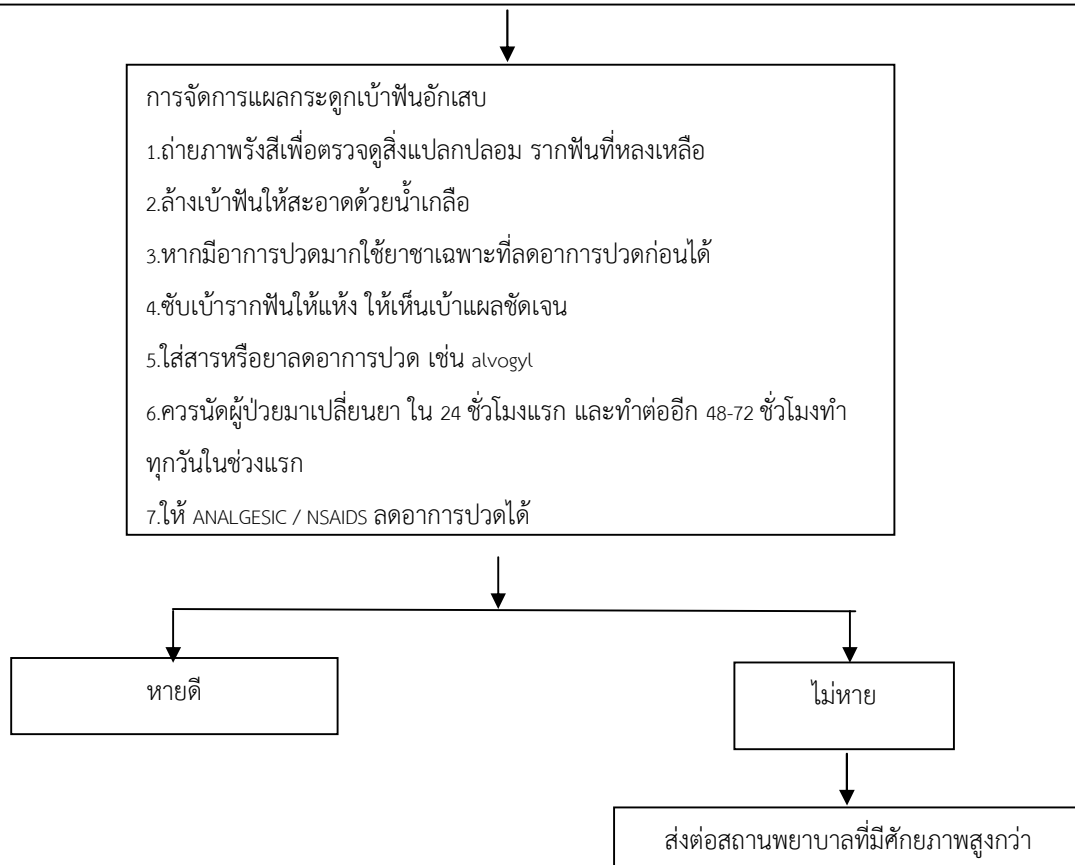 การจัดการแผลกระดูกเบ้าฟันอักเสบ
1.ถ่ายภาพรังสีเพื่อตรวจดูสิ่งแปลกปลอม รากฟันที่หลงเหลือ
2.ล้างเบ้าฟันให้สะอาดด้วยน้ำเกลือ
3.หากมีอาการปวดมากใช้ยาชาเฉพาะที่ลดอาการปวดก่อนได้
4.ซับเบ้ารากฟันให้แห้ง ให้เห็นเบ้าแผลชัดเจน
5.ใส่สารหรือยาลดอาการปวด เช่น alvogyl
6.ควรนัดผู้ป่วยมาเปลี่ยนยา ใน 24 ชั่วโมงแรก และทำต่ออีก 48-72 ชั่วโมงทำ
ทุกวันในช่วงแรก
7.ให้ ANALGESIC / NSAIDS ลดอาการปวดได้
หายดี
ไม่หาย
ส่งต่อสถานพยาบาลที่มีศักยภาพสูงกว่า